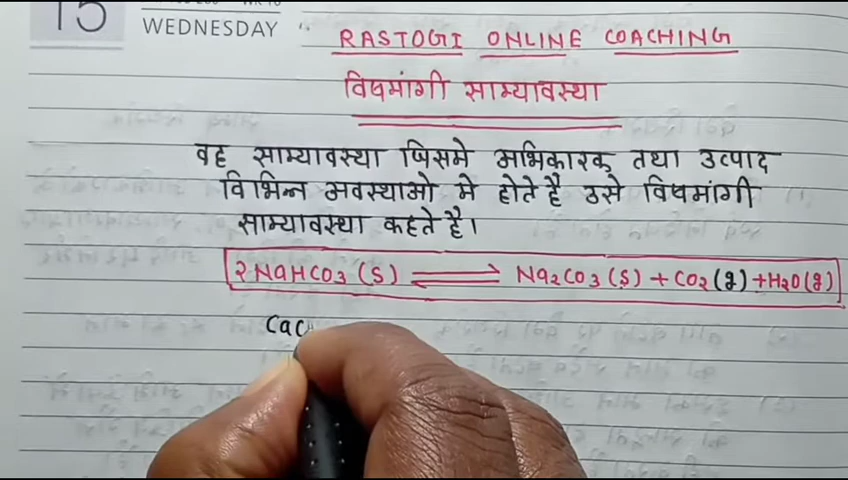 15
WEDNESDAY
RASTOGI ONLINE COACHING
विषमांगी साम्यावस्था
वह साम्यावस्था जिसमे अभिकारक तथा उत्पाद
विभिन्न अवस्थाओ मे होते है उसे विषमांगी
साम्यावस्था कहते है।
2NaHCO3 (s) ⇌ Na2CO3 (s) + CO2 (g) + H2O (g)
CaC